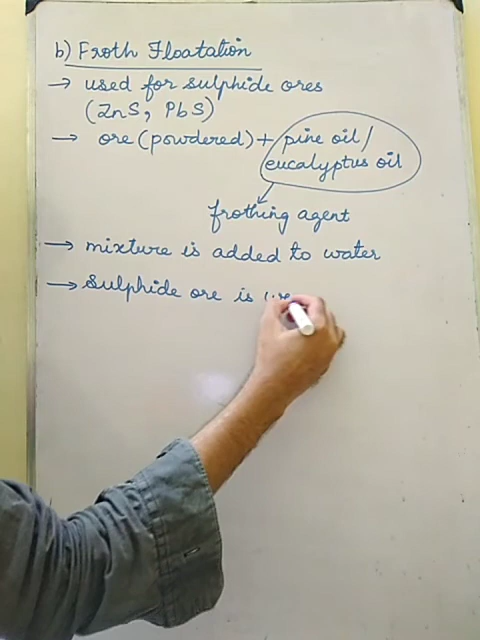 b) Froth Floatation
→ used for sulphide ores
(ZnS, PbS)
→ ore (powdered) + pine oil /
eucalyptus oil
frothing agent
→ mixture is added to water
→ Sulphide ore is